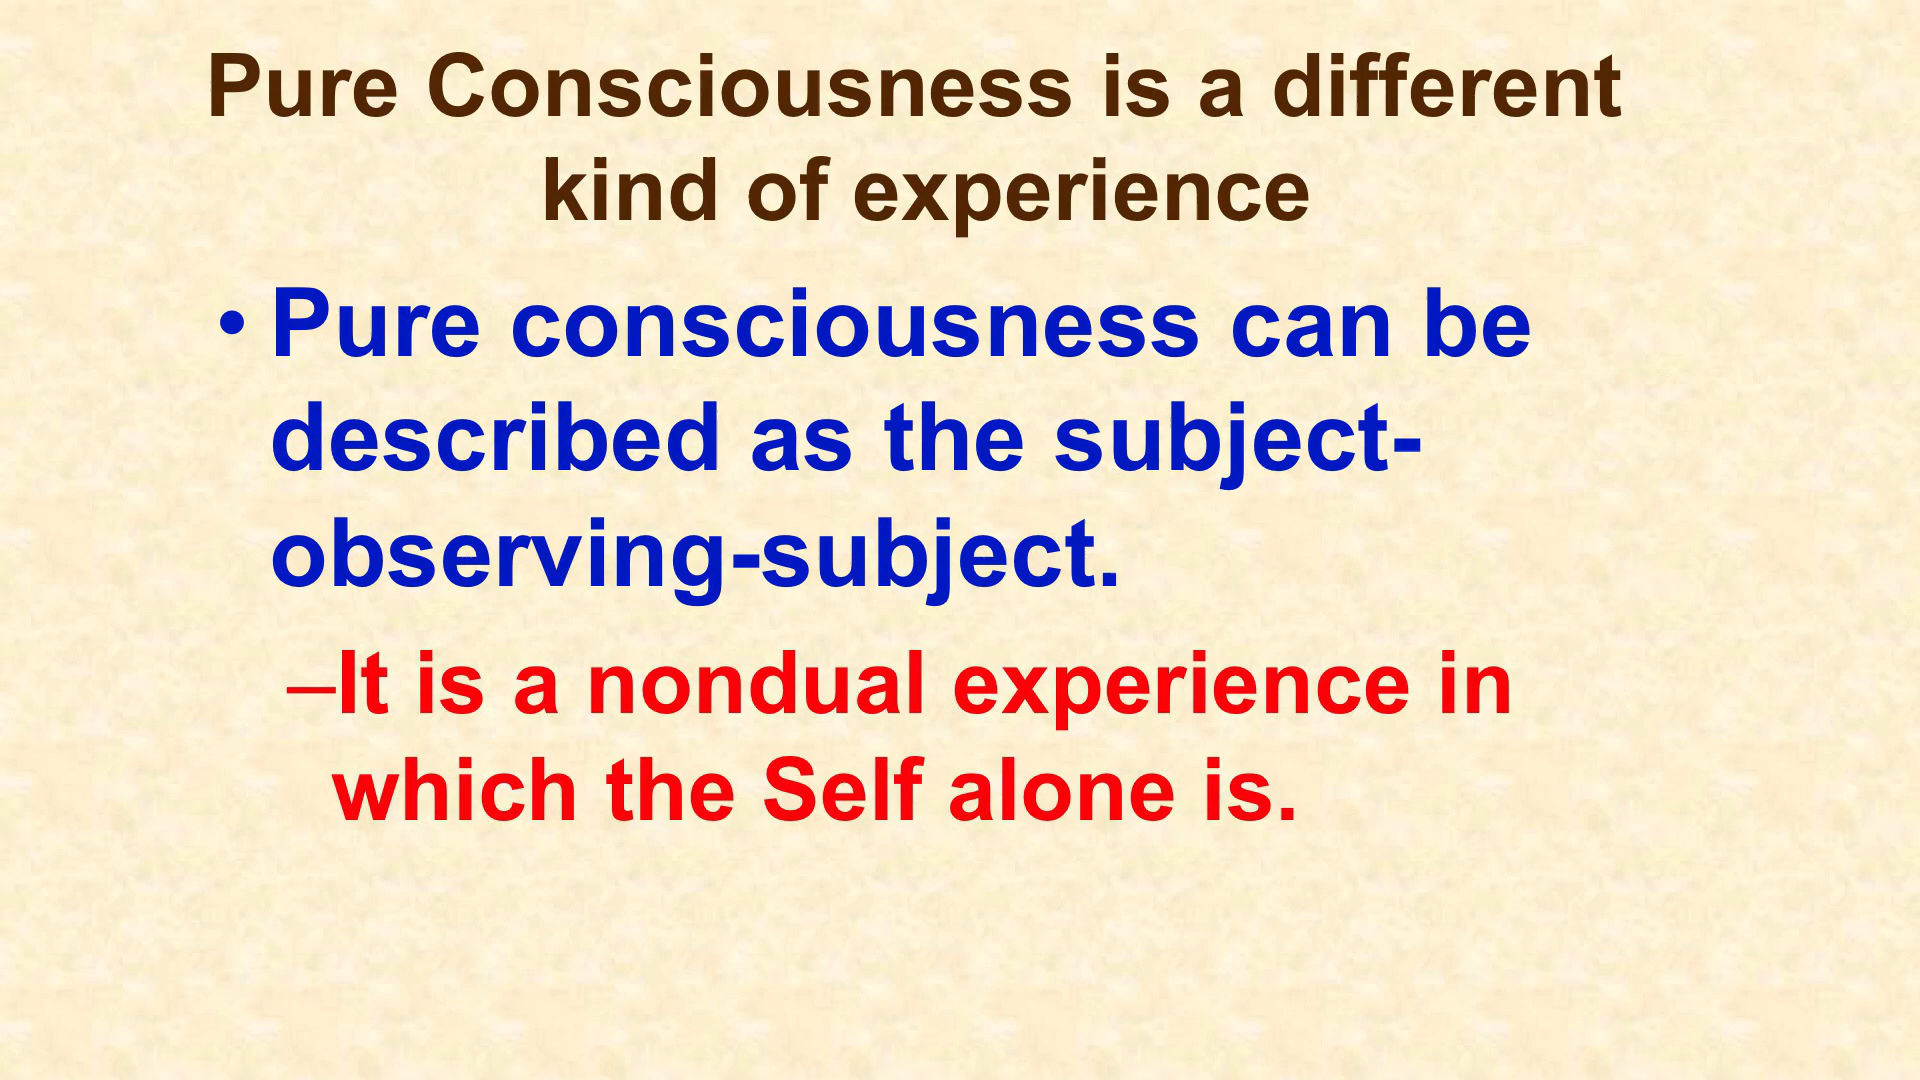 Pure Consciousness is a different
kind of experience
• Pure consciousness can be
described as the subject-
observing-subject.
–It is a nondual experience in
which the Self alone is.